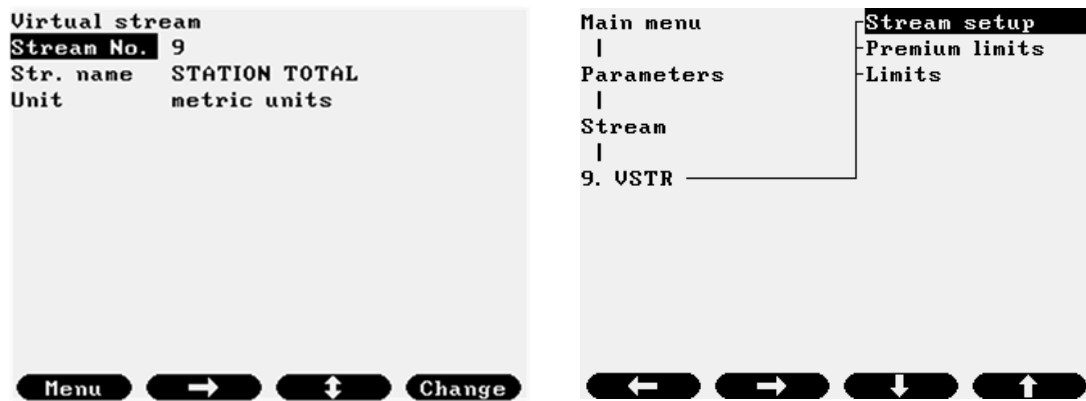 Virtual stream
Stream No. 9
Str. name STATION TOTAL
Unit metric units
Menu
Change
Main menu
Parameters
Stream
9. VSTR
Stream setup
Premium limits
Limits